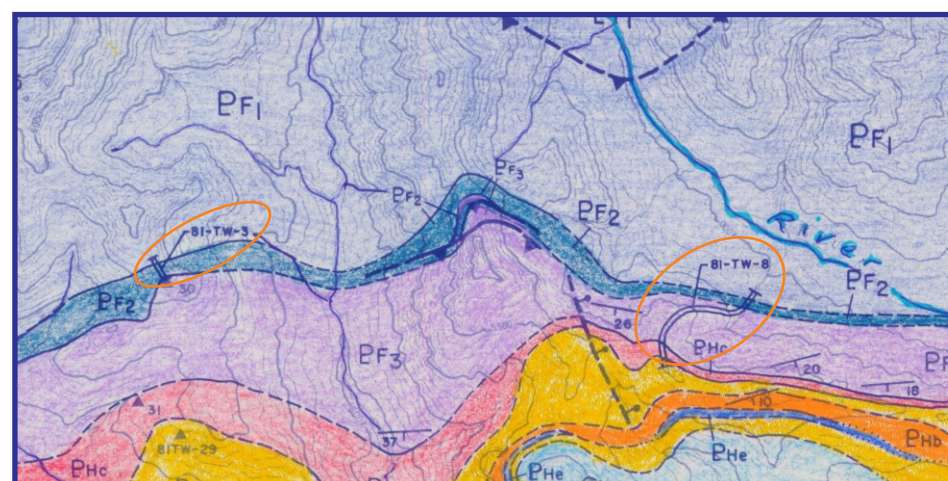 PF₁
PF₁
PF₃
PF₂
PF₂
81-TW-3
River
81-TW-8
PF₂
30
PF₂
26
PHc
PF₃
20
18
31
10
37
81TW-29
PHb
PHc
PHe
PHe